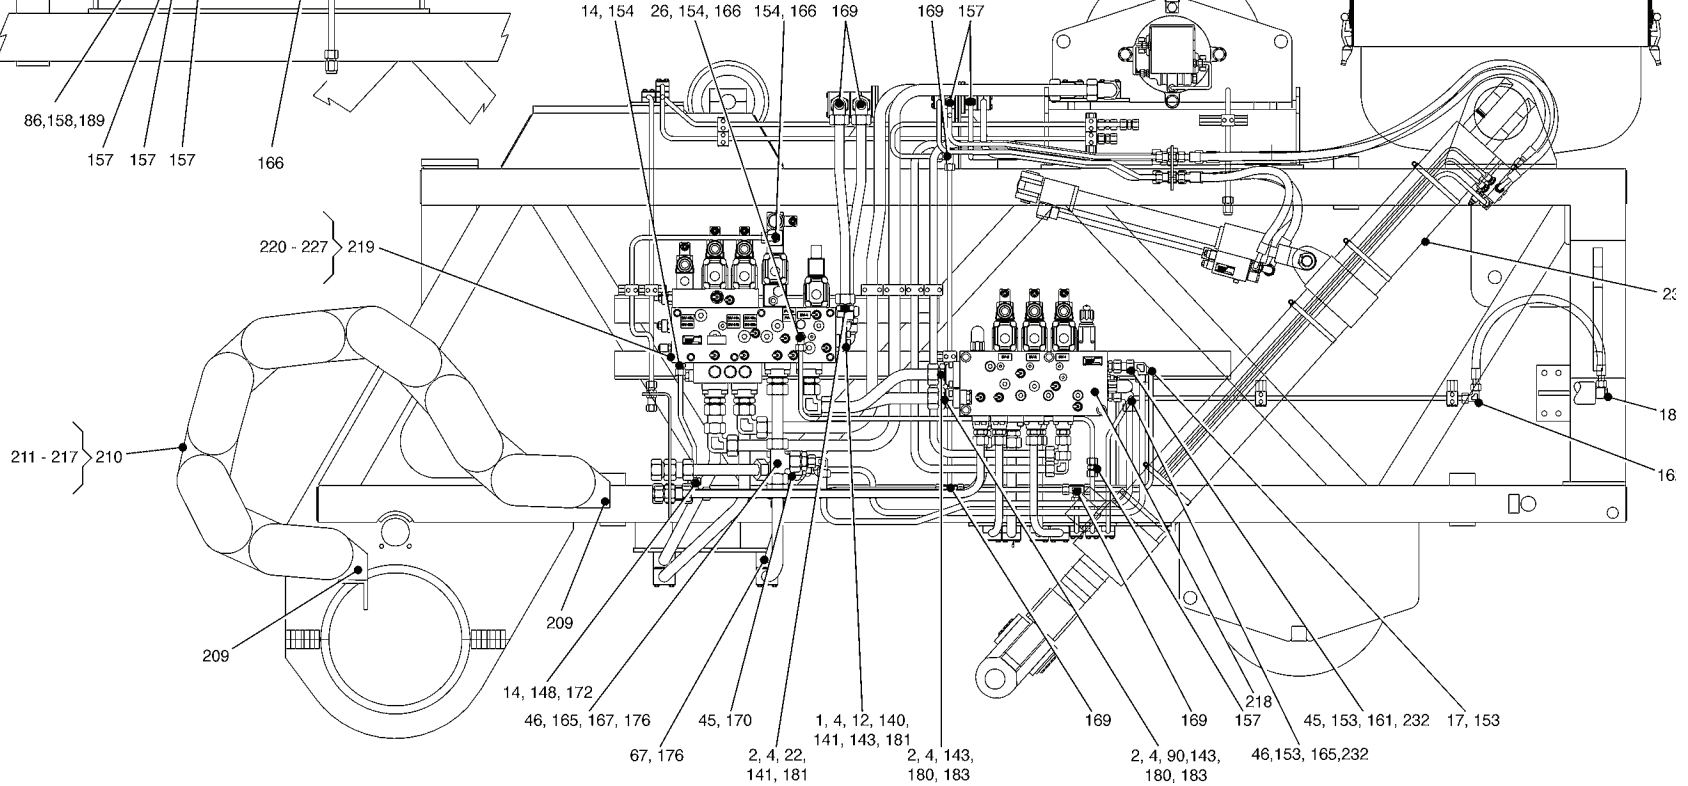 14, 154
26, 154, 166
154, 166
169
169
157
86,158,189
157
157
157
166
220 - 227
219
23
211 - 217
210
18
16
209
209
14, 148, 172
46, 165, 167, 176
67, 176
45, 170
2, 4, 22,
141, 181
1, 4, 12, 140,
141, 143, 181
2, 4, 143,
180, 183
169
2, 4, 90,143,
180, 183
169
157
218
46,153, 165,232
45, 153, 161, 232
17, 153